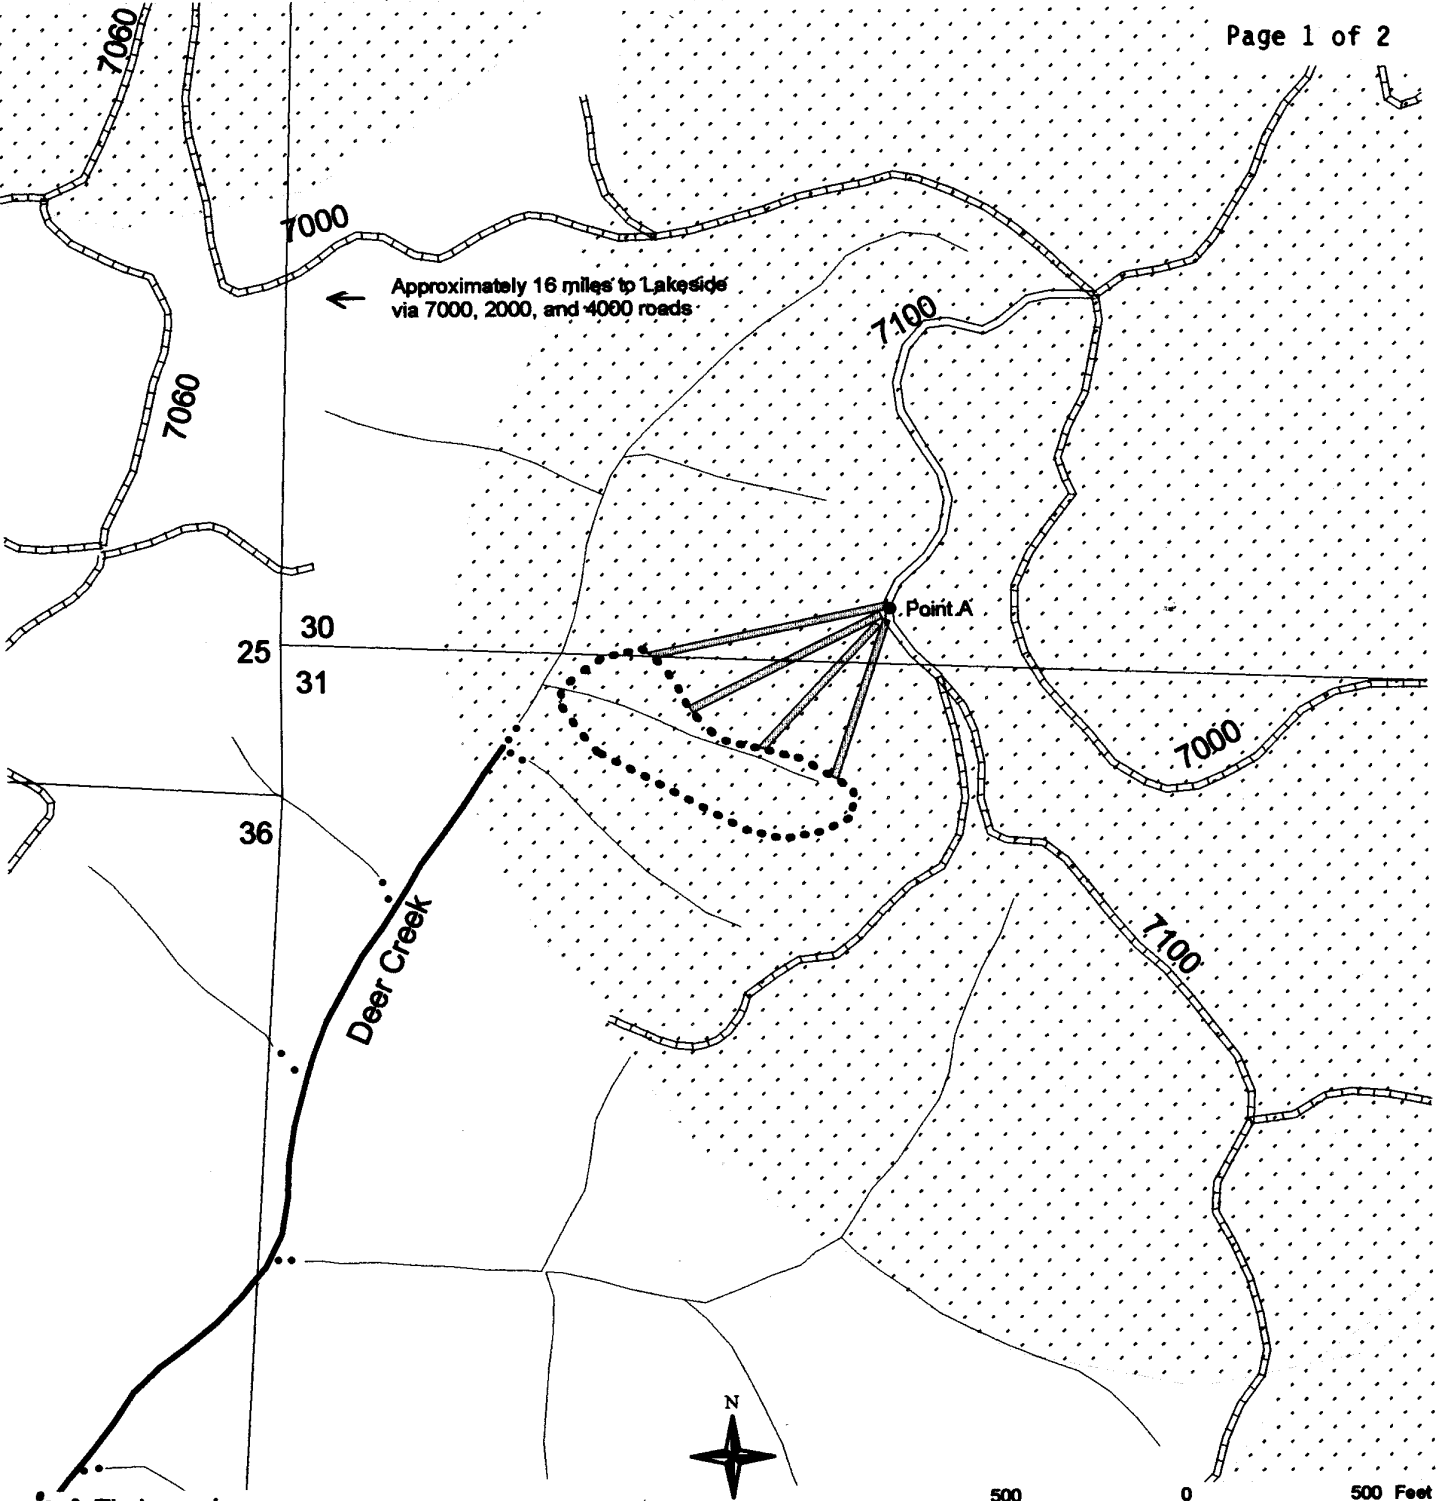 Page 1 of 2
7060
7000
Approximately 16 miles to Lakeside
via 7000, 2000, and 4000 roads
7100
7060
Point A
30
25
31
7000
36
Deer Creek
7100
N
500 0 500 Feet